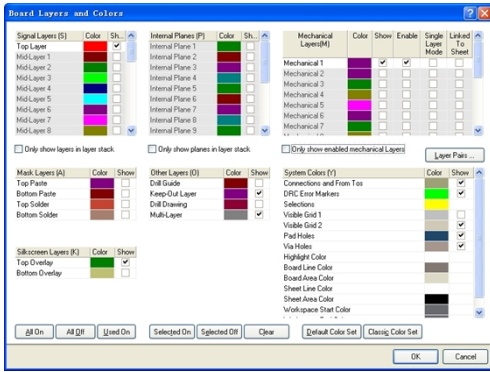 Board Layers and Colors
Signal Layers (S) Color Sh...
Top Layer
Mid-Layer 1
Mid-Layer 2
Mid-Layer 3
Mid-Layer 4
Mid-Layer 5
Mid-Layer 6
Mid-Layer 7
Mid-Layer 8
Only show layers in layer stack
Internal Planes (P) Color Sh...
Internal Plane 1
Internal Plane 2
Internal Plane 3
Internal Plane 4
Internal Plane 5
Internal Plane 6
Internal Plane 7
Internal Plane 8
Internal Plane 9
Only show planes in layer stack
Mechanical Layers(M) Color Show Enable Single Layer Mode Linked To Sheet
Mechanical 1
Mechanical 2
Mechanical 3
Mechanical 4
Mechanical 5
Mechanical 6
Mechanical 7
Mechanical 8
Only show enabled mechanical Layers
Layer Pairs ...
Mask Layers (A) Color Show
Top Paste
Bottom Paste
Top Solder
Bottom Solder
Other Layers (O) Color Show
Drill Guide
Keep-Out Layer
Drill Drawing
Multi-Layer
System Colors (Y) Color Show
Connections and From Tos
DRC Error Markers
Selections
Visible Grid 1
Visible Grid 2
Pad Holes
Via Holes
Highlight Color
Board Line Color
Board Area Color
Sheet Line Color
Sheet Area Color
Workspace Start Color
Silkscreen Layers (K) Color Show
Top Overlay
Bottom Overlay
All On All Off Used On Selected On Selected Off Clear Default Color Set Classic Color Set
OK Cancel